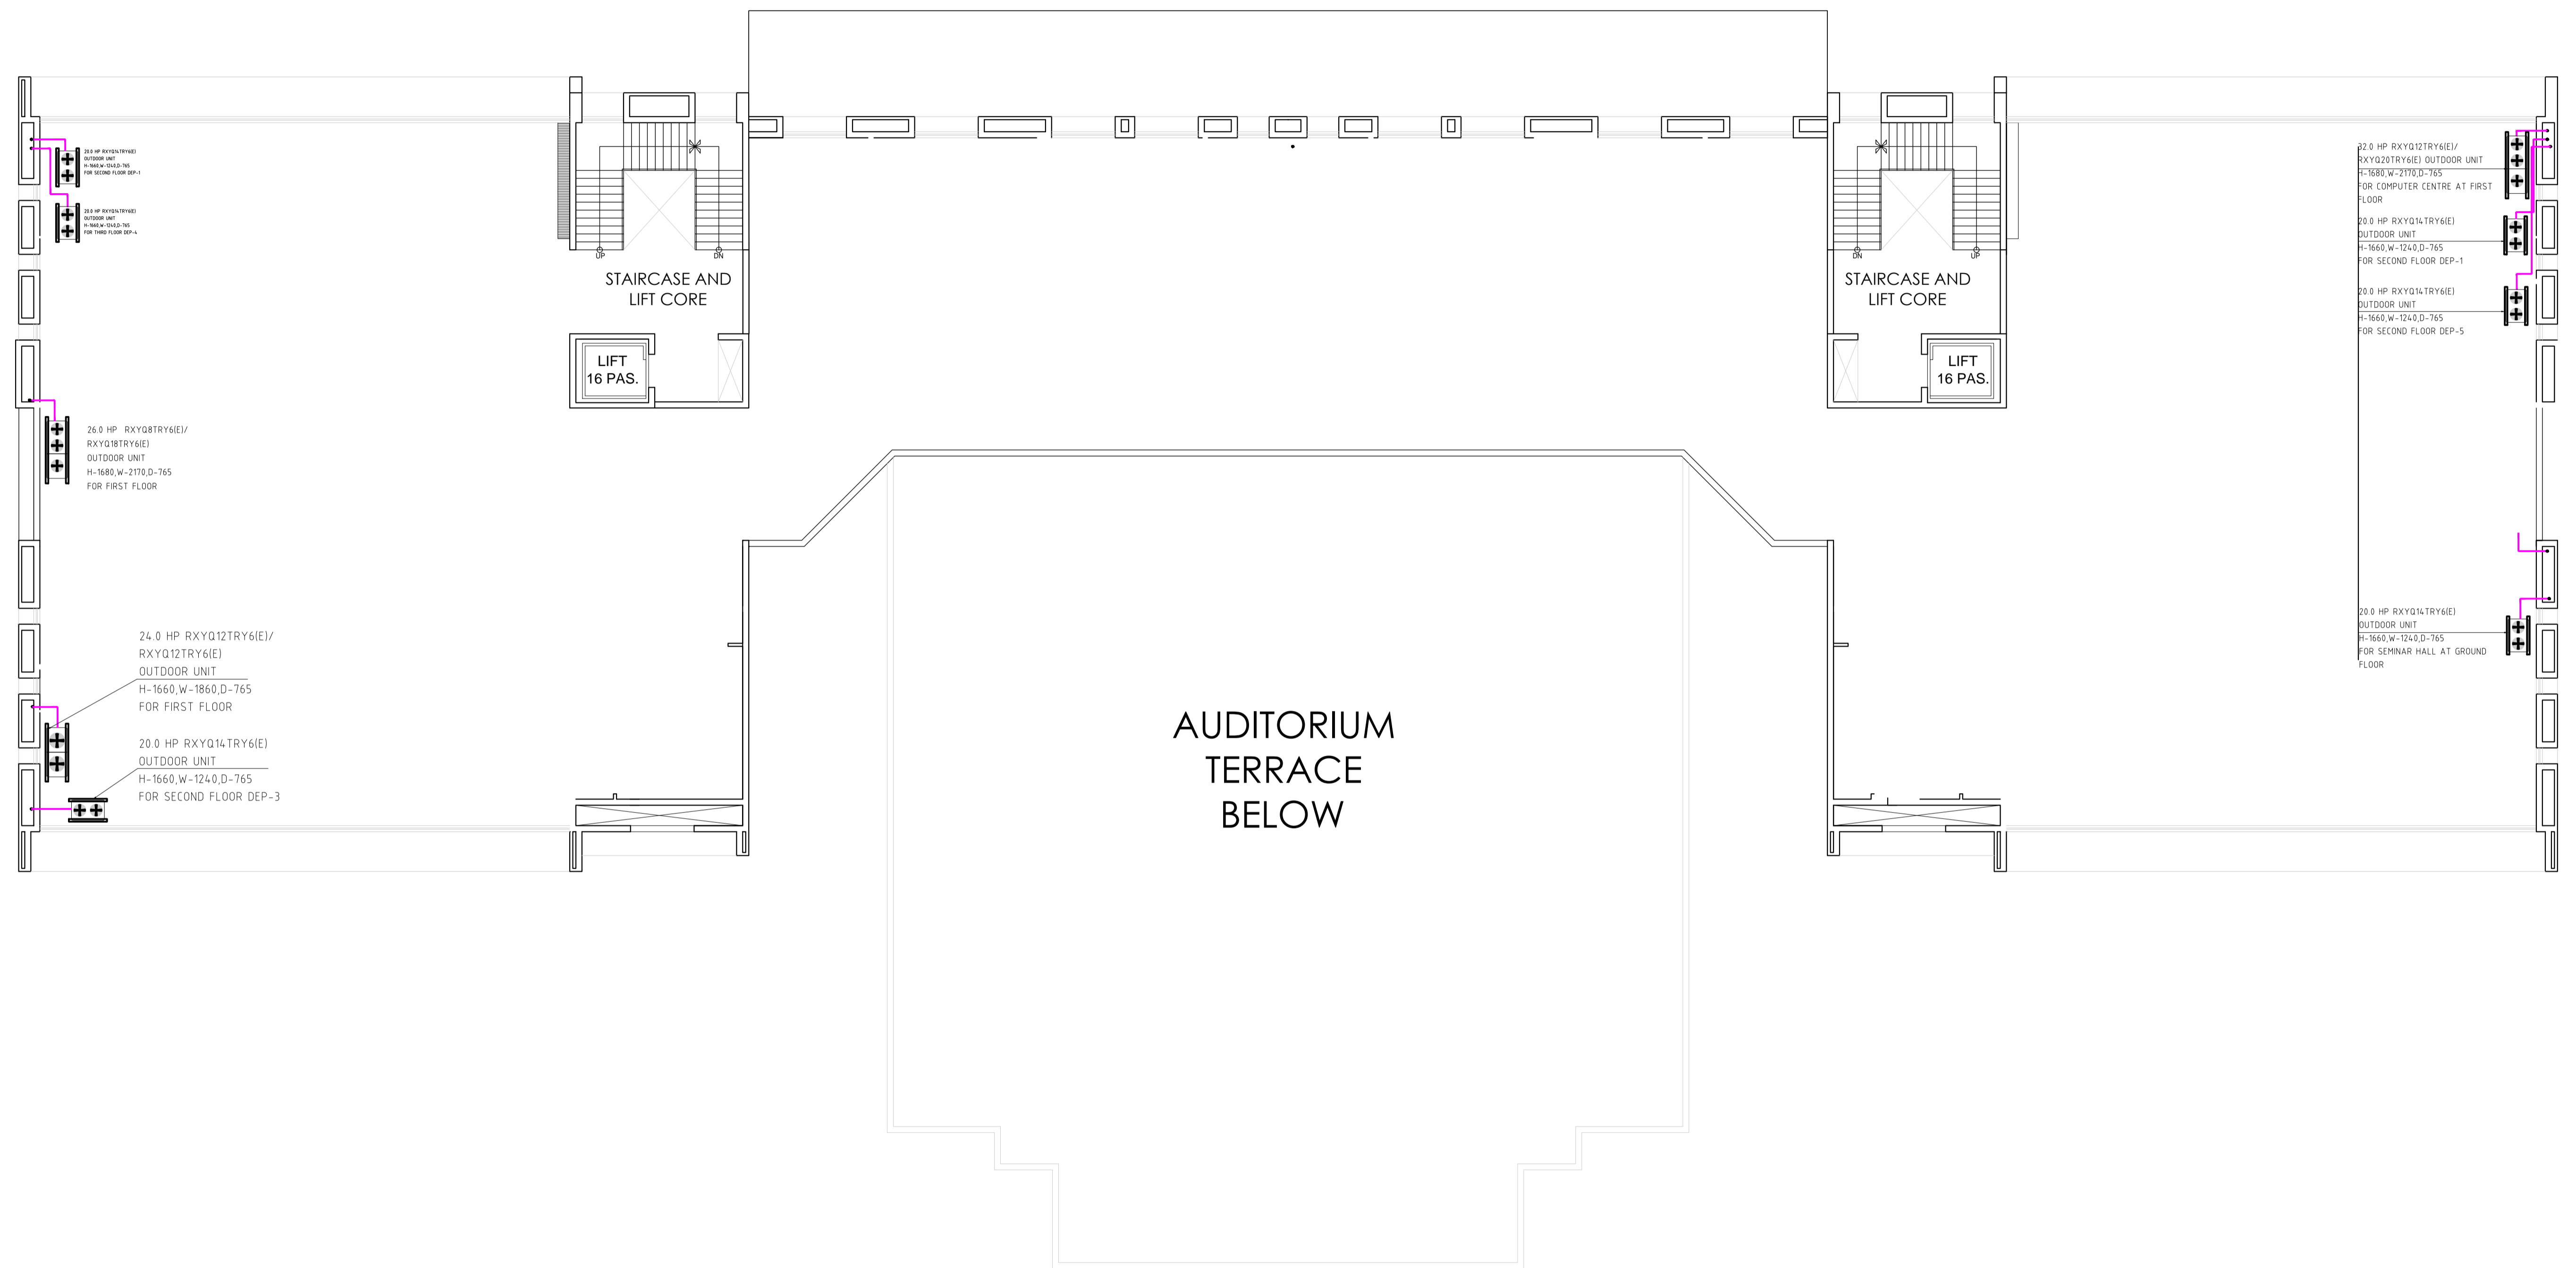 20.0 HP RXYQ14TRY6(E)
OUTDOOR UNIT
H-1660,W-1240,D-765
FOR SECOND FLOOR DEP-1
20.0 HP RXYQ14TRY6(E)
OUTDOOR UNIT
H-1660,W-1240,D-765
FOR THIRD FLOOR DEP-4
26.0 HP RXYQ8TRY6(E)/
RXYQ18TRY6(E)
OUTDOOR UNIT
H-1680,W-2170,D-765
FOR FIRST FLOOR
24.0 HP RXYQ12TRY6(E)/
RXYQ12TRY6(E)
OUTDOOR UNIT
H-1660,W-1860,D-765
FOR FIRST FLOOR
20.0 HP RXYQ14TRY6(E)
OUTDOOR UNIT
H-1660,W-1240,D-765
FOR SECOND FLOOR DEP-3
UP
DN
STAIRCASE AND
LIFT CORE
LIFT
16 PAS.
AUDITORIUM
TERRACE
BELOW
DN
UP
STAIRCASE AND
LIFT CORE
LIFT
16 PAS.
32.0 HP RXYQ12TRY6(E)/
RXYQ20TRY6(E) OUTDOOR UNIT
H-1680,W-2170,D-765
FOR COMPUTER CENTRE AT FIRST
FLOOR
20.0 HP RXYQ14TRY6(E)
OUTDOOR UNIT
H-1660,W-1240,D-765
FOR SECOND FLOOR DEP-1
20.0 HP RXYQ14TRY6(E)
OUTDOOR UNIT
H-1660,W-1240,D-765
FOR SECOND FLOOR DEP-5
20.0 HP RXYQ14TRY6(E)
OUTDOOR UNIT
H-1660,W-1240,D-765
FOR SEMINAR HALL AT GROUND
FLOOR